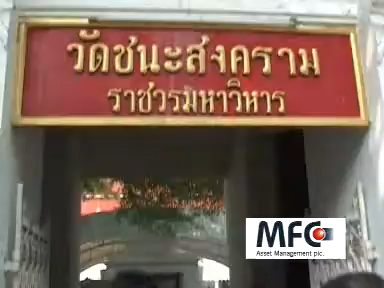 วัดชนะสงคราม
ราชวรมหาวิหาร
MFC
Asset Management plc.